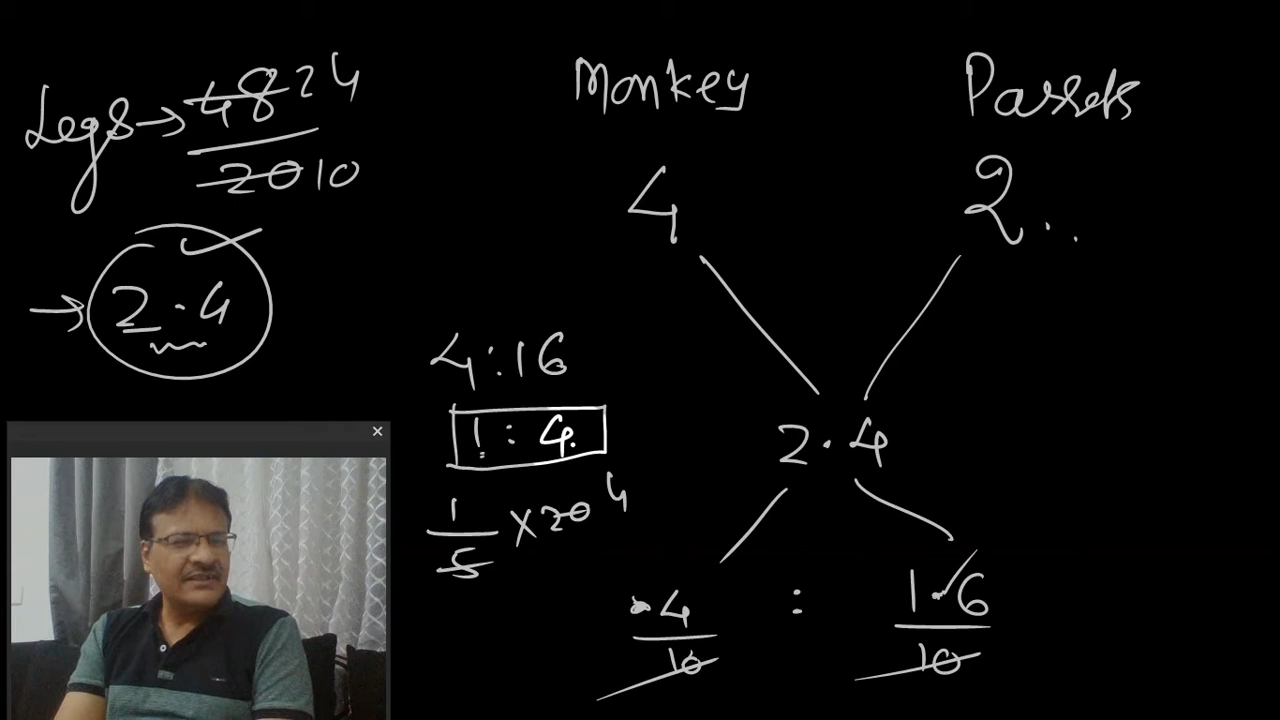 Legs → 48 24
20 10
→ 2.4
Monkey Parrots
4 2..
2.4
4:16
1:4
1/5 × 20 4
.4/10 : 1.6/10